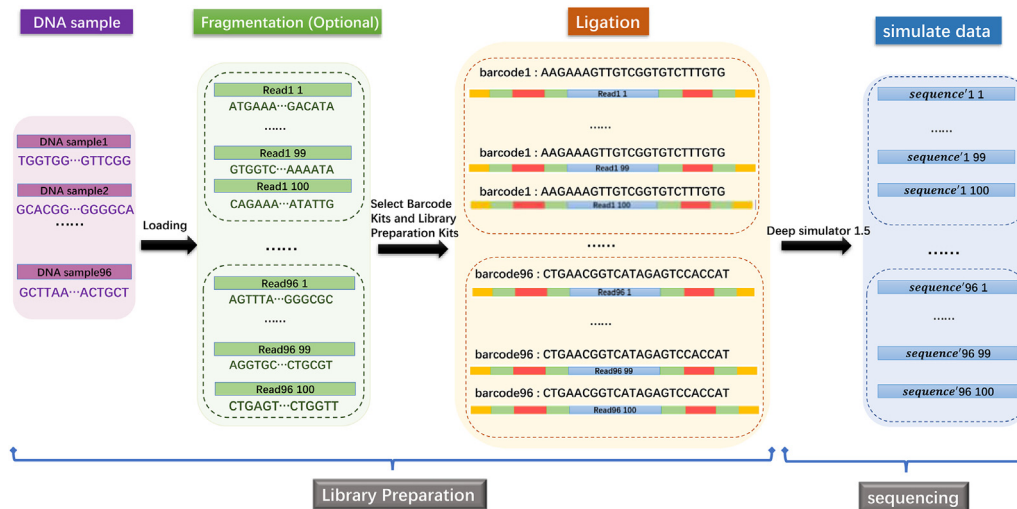 DNA sample
Fragmentation (Optional)
Ligation
simulate data
DNA sample1
TGGTGG···GTTCGG
DNA sample2
GCACGG···GGGGCA
······
DNA sample96
GCTTAA···ACTGCT
Loading
Read1 1
ATGAAA···GACATA
······
Read1 99
GTGGTC···AAAATA
Read1 100
CAGAAA···ATATTG
······
Read96 1
AGTTTA···GGGCGC
······
Read96 99
AGGTGC···CTGCGT
Read96 100
CTGAGT···CTGGTT
Select Barcode
Kits and Library
Preparation Kits
barcode1 : AAGAAAGTTGTCGGTGTCTTTGTG
Read1 1
······
barcode1 : AAGAAAGTTGTCGGTGTCTTTGTG
Read1 99
barcode1 : AAGAAAGTTGTCGGTGTCTTTGTG
Read1 100
······
barcode96 : CTGAACGGTCATAGAGTCCACCAT
Read96 1
······
barcode96 : CTGAACGGTCATAGAGTCCACCAT
Read96 99
barcode96 : CTGAACGGTCATAGAGTCCACCAT
Read96 100
Deep simulator 1.5
sequence'1 1
······
sequence'1 99
sequence'1 100
······
sequence'96 1
······
sequence'96 99
sequence'96 100
Library Preparation
sequencing